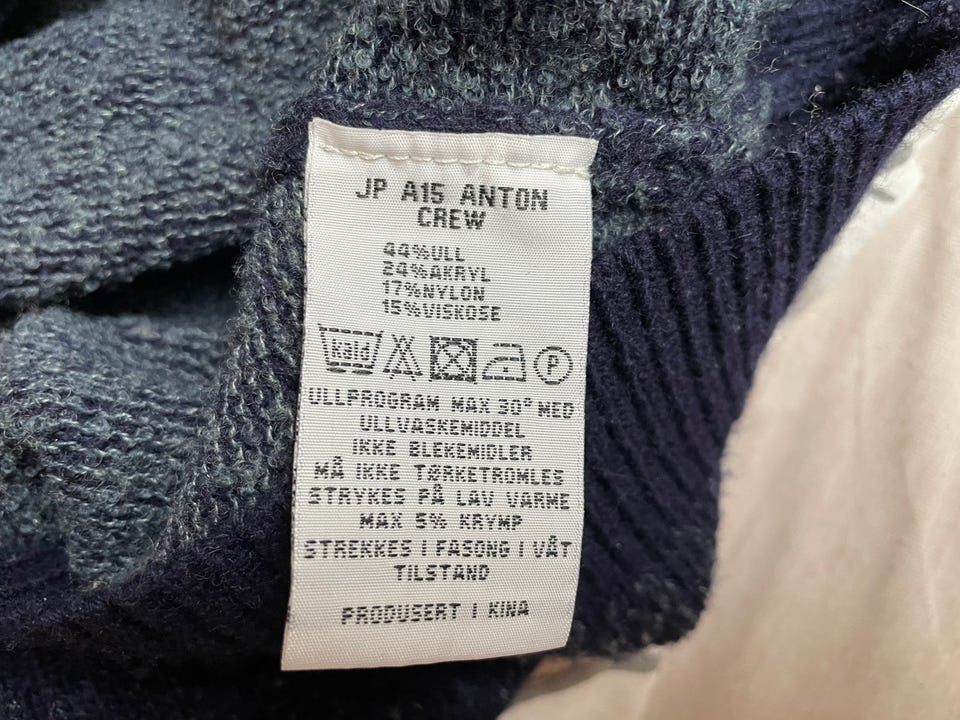 JP A15 ANTON
CREW
44%ULL
24%AKRYL
17%NYLON
15%VISKOSE
kald
P
ULLPROGRAM MAX 30° MED
ULLVASKEMIDDEL
IKKE BLEKEMIDLER
MÅ IKKE TØRKETROMLES
STRYKES PÅ LAV VARME
MAX 5% KRYMP
STREKKES I FASONG I VÅT
TILSTAND
PRODUSERT I KINA